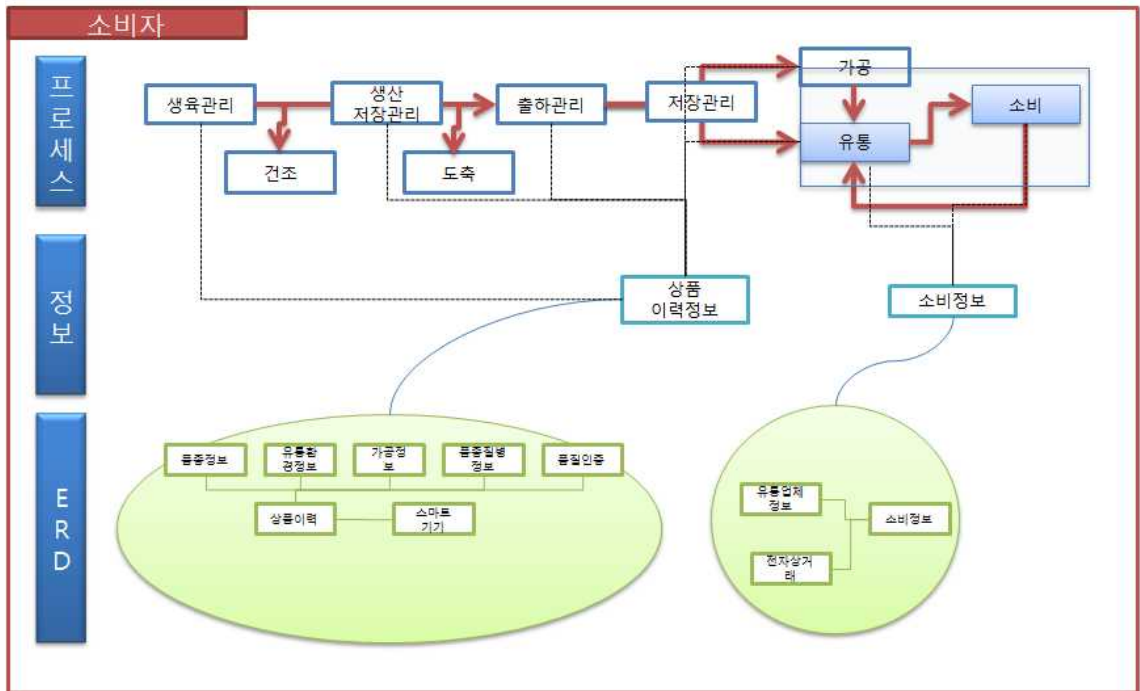 소비자
프로세스
생육관리
생산
저장관리
출하관리
저장관리
가공
유통
소비
건조
도축
정보
상품
이력정보
소비정보
ERD
품종정보
유통환
경정보
가공정
보
품종질병
정보
품질인증
상품이력
스마트
기기
유통업체
정보
소비정보
전자상거
래